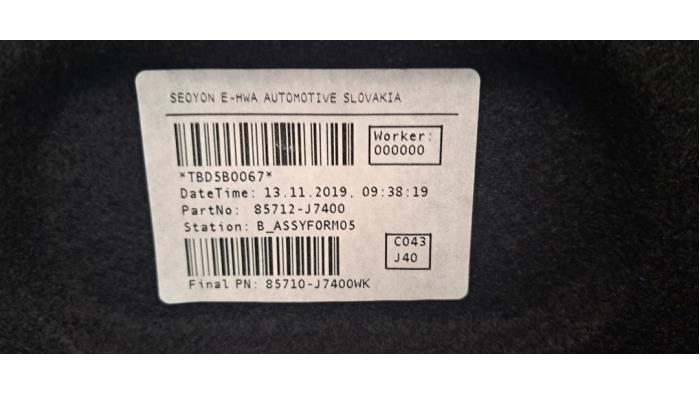 SEOYON E-HWA AUTOMOTIVE SLOVAKIA
Worker:
000000
*TBD5B0067*
DateTime: 13.11.2019, 09:38:19
PartNo: 85712-J7400
Station: B_ASSYFORM05
C043
J40
Final PN: 85710-J7400WK